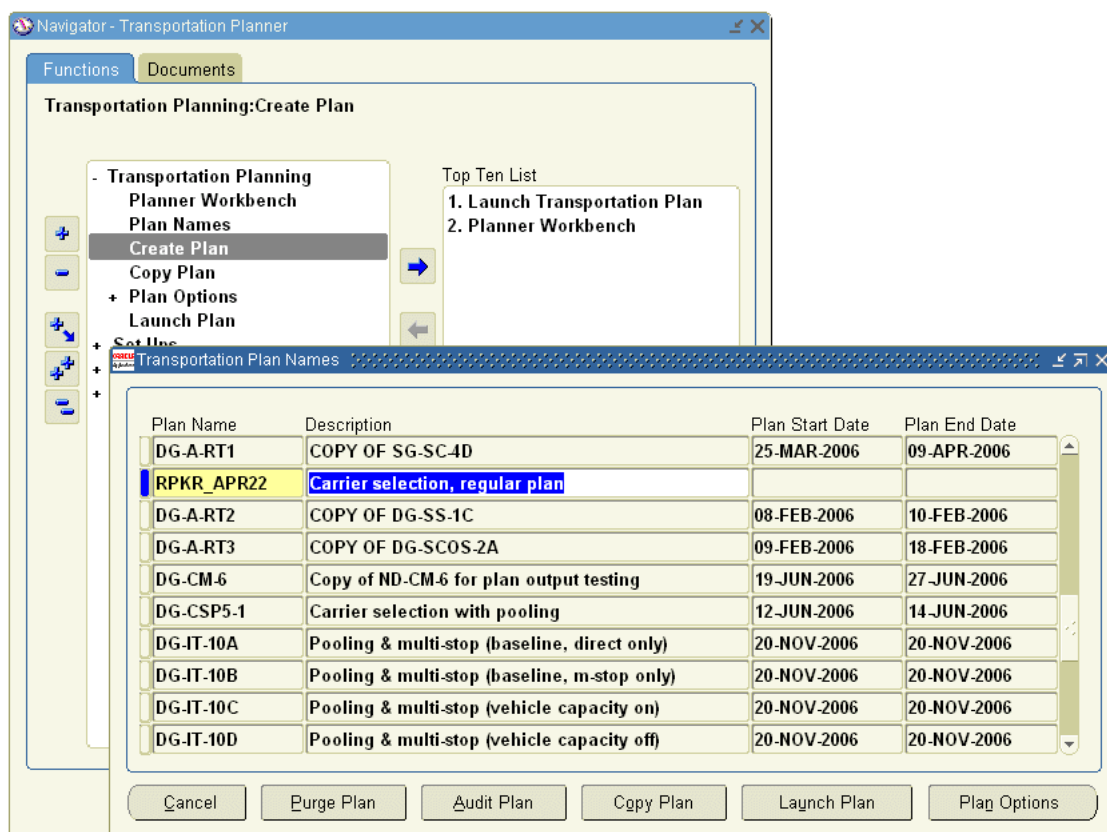 Navigator - Transportation Planner
Functions Documents
Transportation Planning:Create Plan
- Transportation Planning
Planner Workbench
Plan Names
Create Plan
Copy Plan
+ Plan Options
Launch Plan
+ Set Ups
+
+
Top Ten List
1. Launch Transportation Plan
2. Planner Workbench
Transportation Plan Names
Plan Name Description Plan Start Date Plan End Date
DG-A-RT1 COPY OF SG-SC-4D 25-MAR-2006 09-APR-2006
RPKR_APR22 Carrier selection, regular plan
DG-A-RT2 COPY OF DG-SS-1C 08-FEB-2006 10-FEB-2006
DG-A-RT3 COPY OF DG-SCOS-2A 09-FEB-2006 18-FEB-2006
DG-CM-6 Copy of ND-CM-6 for plan output testing 19-JUN-2006 27-JUN-2006
DG-CSP5-1 Carrier selection with pooling 12-JUN-2006 14-JUN-2006
DG-IT-10A Pooling & multi-stop (baseline, direct only) 20-NOV-2006 20-NOV-2006
DG-IT-10B Pooling & multi-stop (baseline, m-stop only) 20-NOV-2006 20-NOV-2006
DG-IT-10C Pooling & multi-stop (vehicle capacity on) 20-NOV-2006 20-NOV-2006
DG-IT-10D Pooling & multi-stop (vehicle capacity off) 20-NOV-2006 20-NOV-2006
Cancel Purge Plan Audit Plan Copy Plan Launch Plan Plan Options